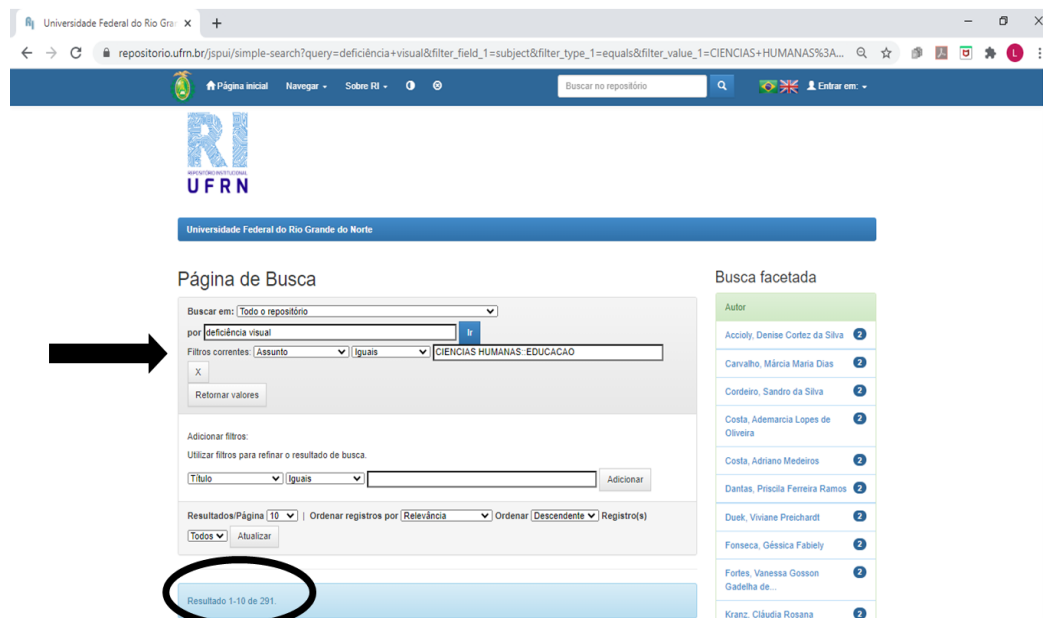 Universidade Federal do Rio Gra
repositorio.ufrn.br/jspui/simple-search?query=deficiência+visual&filter_field_1=subject&filter_type_1=equals&filter_value_1=CIENCIAS+HUMANAS%3A...
L
Página inicial Navegar Sobre RI Buscar no repositório Entrar em:
RI
REPOSITÓRIO INSTITUCIONAL
UFRN
Universidade Federal do Rio Grande do Norte
Página de Busca
Buscar em: Todo o repositório
por deficiência visual Ir
Filtros correntes: Assunto Iguais CIENCIAS HUMANAS::EDUCACAO
X
Retornar valores
Adicionar filtros:
Utilizar filtros para refinar o resultado de busca.
Título Iguais Adicionar
Resultados/Página 10 | Ordenar registros por Relevância Ordenar Descendente Registro(s)
Todos Atualizar
Resultado 1-10 de 291.
Busca facetada
Autor
Accioly, Denise Cortez da Silva 2
Carvalho, Márcia Maria Dias 2
Cordeiro, Sandro da Silva 2
Costa, Ademarcia Lopes de 2
Oliveira
Costa, Adriano Medeiros 2
Dantas, Priscila Ferreira Ramos 2
Duek, Viviane Preichardt 2
Fonseca, Géssica Fabiely 2
Fortes, Vanessa Gosson 2
Gadelha de...
Kranz, Cláudia Rosana 2